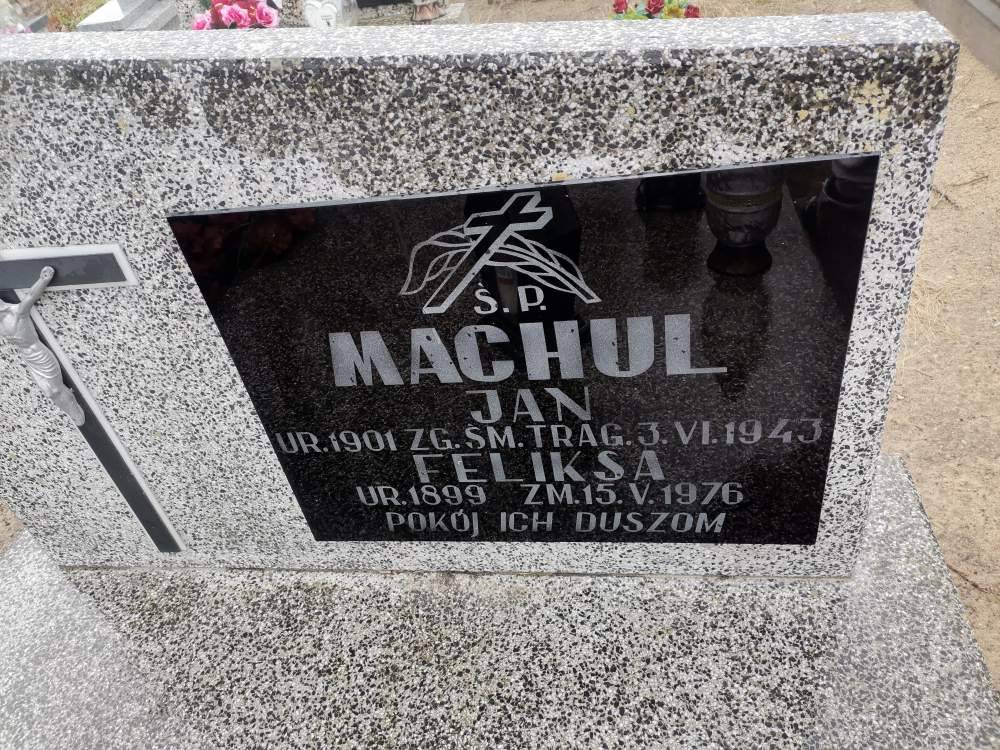 Ś.P.
MACHUL
JAN
UR.1901 ZG.ŚM.TRAG.3.VI.1943
FELIKSA
UR.1899 ZM.15.V.1976
POKÓJ ICH DUSZOM